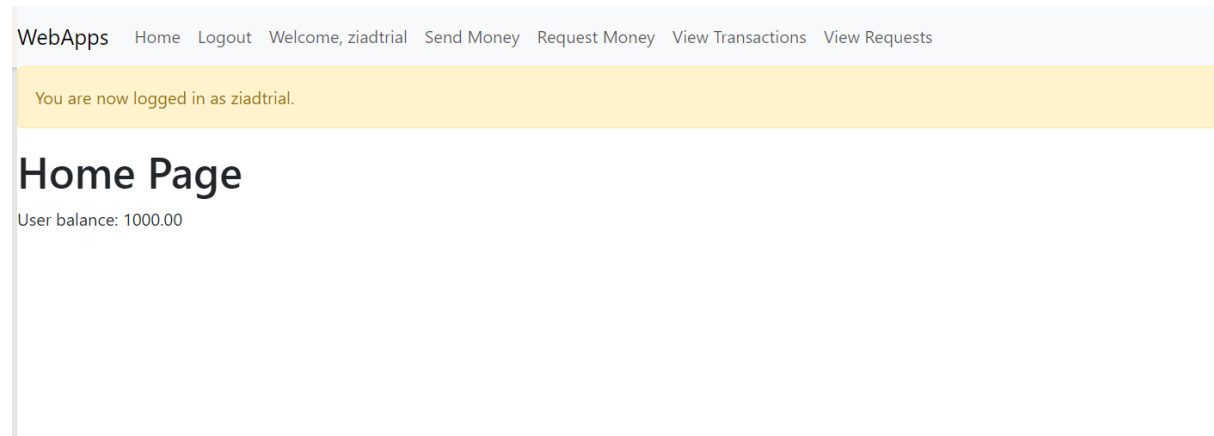 WebApps Home Logout Welcome, ziadtrial Send Money Request Money View Transactions View Requests
You are now logged in as ziadtrial.
Home Page
User balance: 1000.00